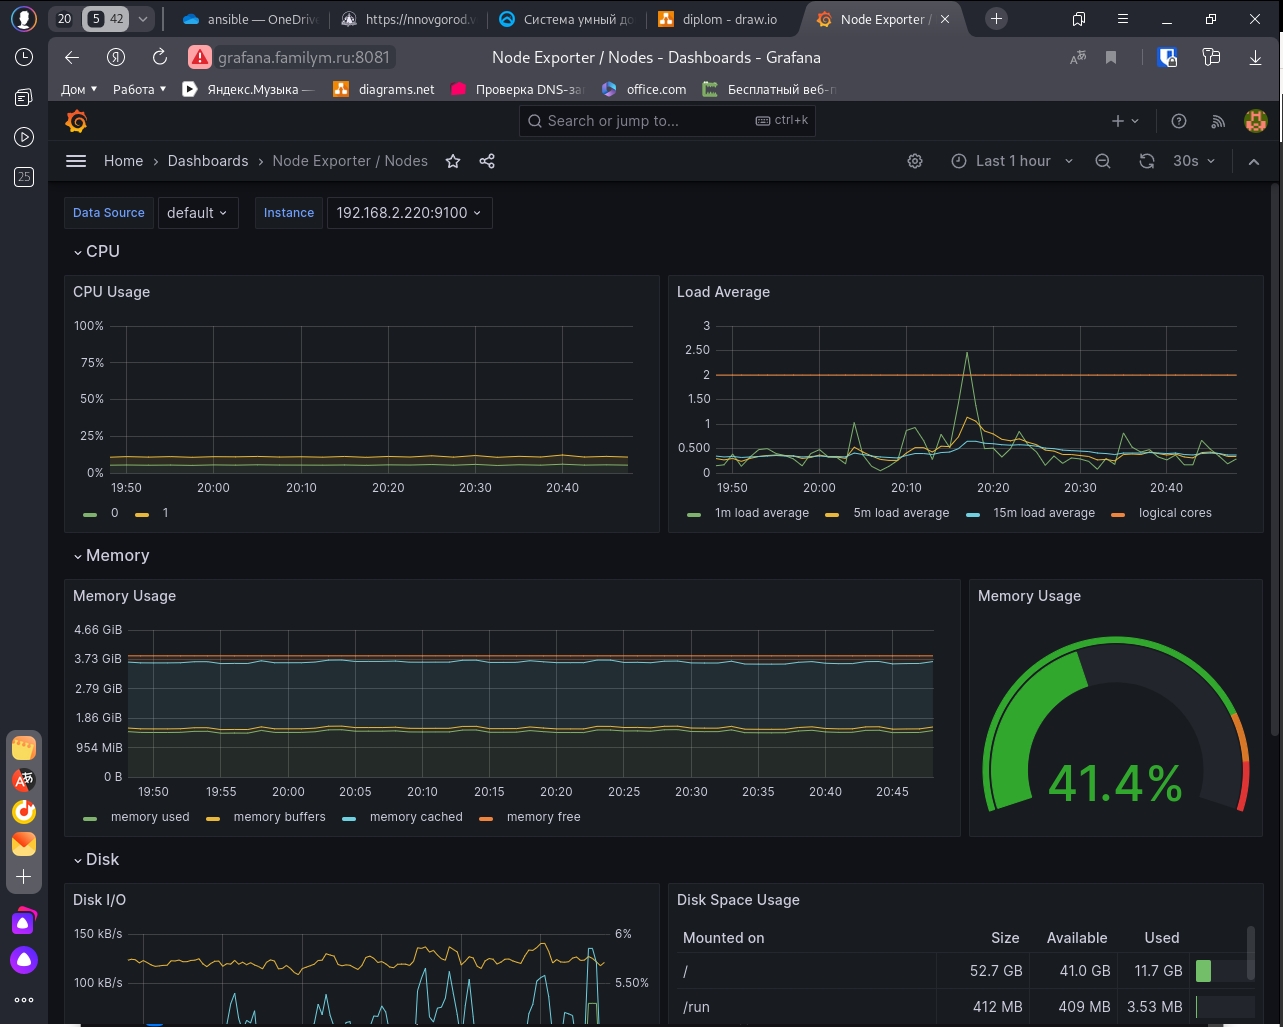 20 5 42 ansible — OneDriv https://nnovgorod. Система умный до diplom - draw.io Node Exporter /
grafana.familym.ru:8081 Node Exporter / Nodes - Dashboards - Grafana
Дом Работа Яндекс.Музыка — diagrams.net Проверка DNS-за office.com Бесплатный веб-
25
Search or jump to... ctrl+k
Home › Dashboards › Node Exporter / Nodes Last 1 hour 30s
Data Source default Instance 192.168.2.220:9100
CPU
CPU Usage
100%
75%
50%
25%
0%
19:50 20:00 20:10 20:20 20:30 20:40
0 1
Load Average
3
2.50
2
1.50
1
0.500
0
19:50 20:00 20:10 20:20 20:30 20:40
1m load average 5m load average 15m load average logical cores
Memory
Memory Usage
4.66 GiB
3.73 GiB
2.79 GiB
1.86 GiB
954 MiB
0 B
19:50 19:55 20:00 20:05 20:10 20:15 20:20 20:25 20:30 20:35 20:40 20:45
memory used memory buffers memory cached memory free
Memory Usage
41.4%
Disk
Disk I/O
150 kB/s 6%
100 kB/s 5.50%
Disk Space Usage
Mounted on Size Available Used
/ 52.7 GB 41.0 GB 11.7 GB
/run 412 MB 409 MB 3.53 MB